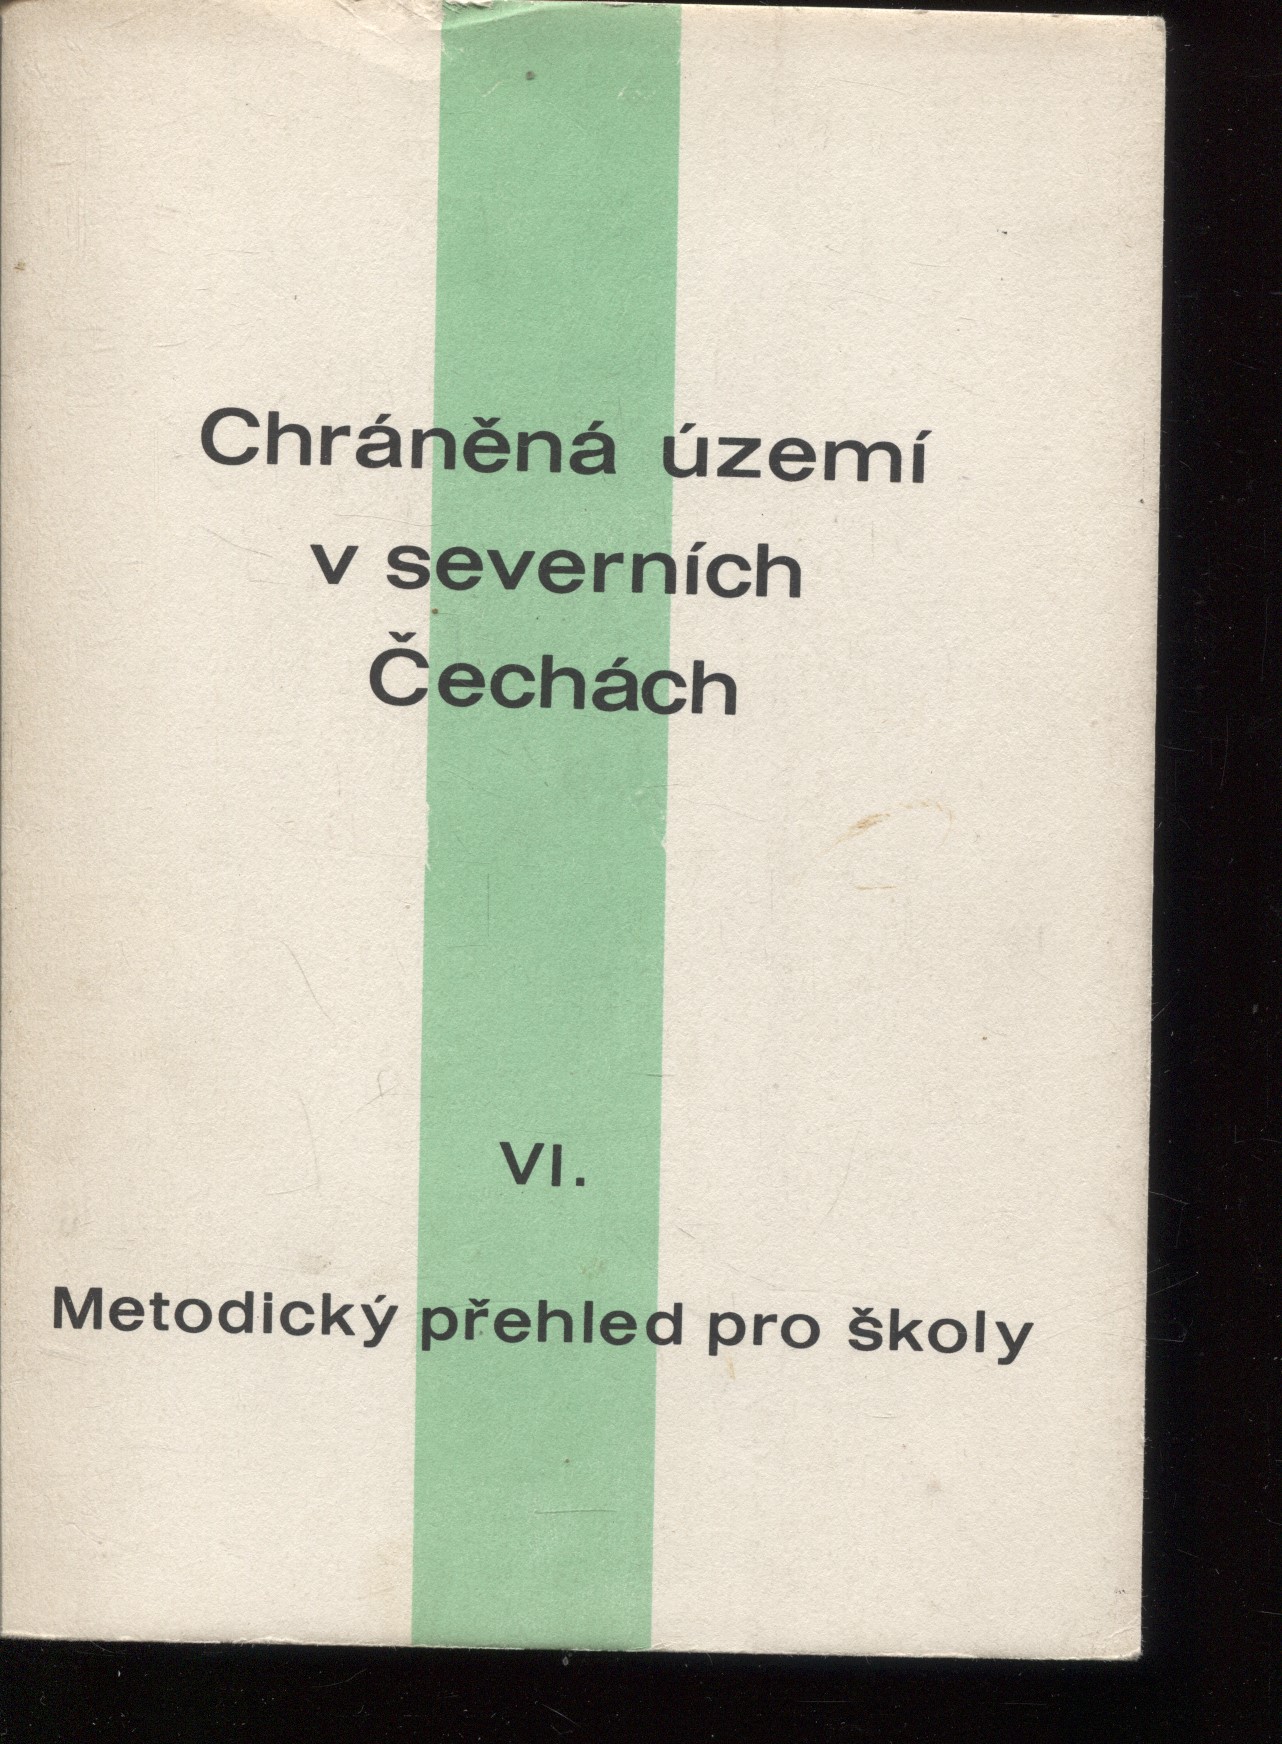 Chráněná území
v severních
Čechách
VI.
Metodický přehled pro školy